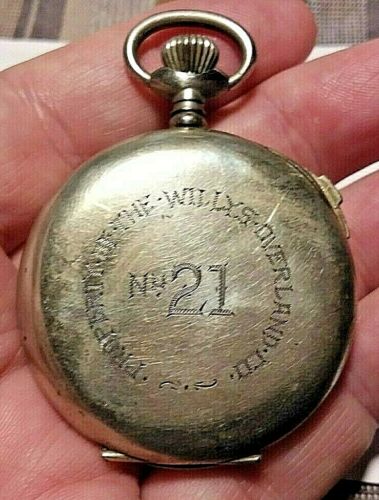 PROPERTY OF THE · WILLYS · OVERLAND · CO ·
No. 21